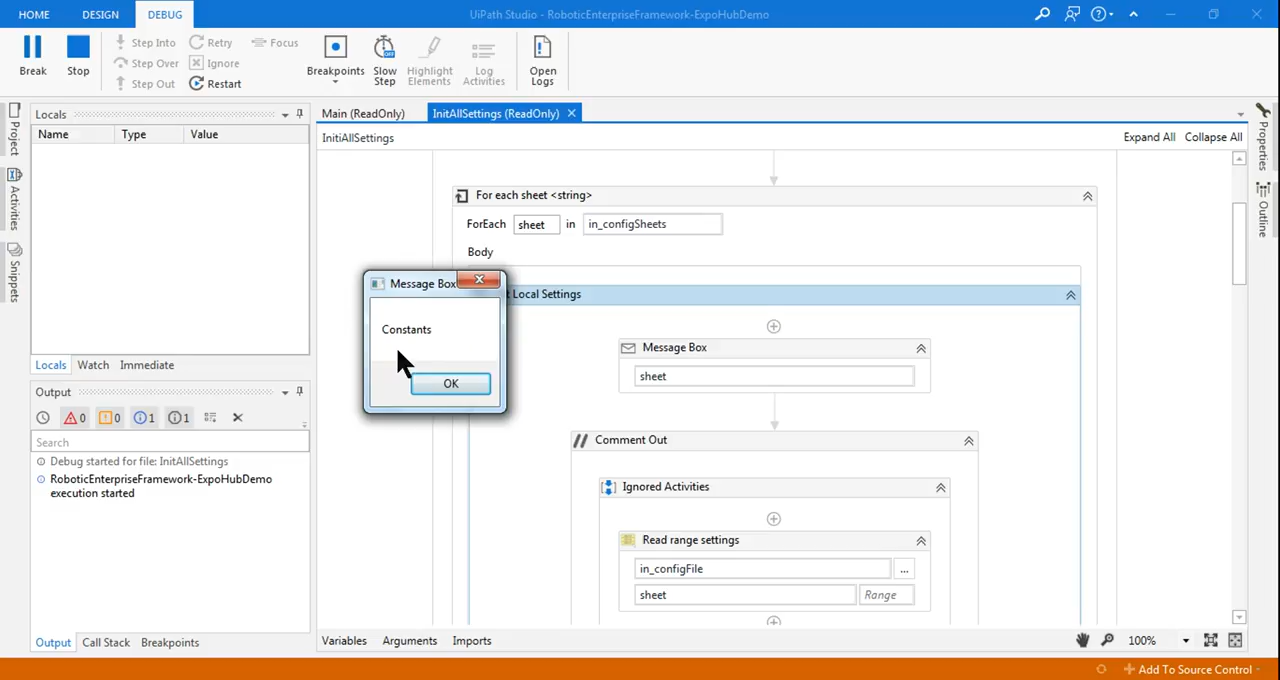 HOME DESIGN DEBUG UiPath Studio - RoboticEnterpriseFramework-ExpoHubDemo
Break Stop
Step Into Retry Focus
Step Over Ignore
Step Out Restart
Breakpoints Slow Step Highlight Elements Log Activities Open Logs
Project
Activities
Snippets
Locals
Name Type Value
Locals Watch Immediate
Output
0 0 1 1
Search
Debug started for file: InitAllSettings
RoboticEnterpriseFramework-ExpoHubDemo
execution started
Output Call Stack Breakpoints
Main (ReadOnly) InitAllSettings (ReadOnly)
InitiAllSettings Expand All Collapse All
For each sheet <string>
ForEach sheet in in_configSheets
Body
Local Settings
Message Box
Constants
OK
Message Box
sheet
Comment Out
Ignored Activities
Read range settings
in_configFile ...
sheet Range
Variables Arguments Imports 100%
Properties
Outline
Add To Source Control